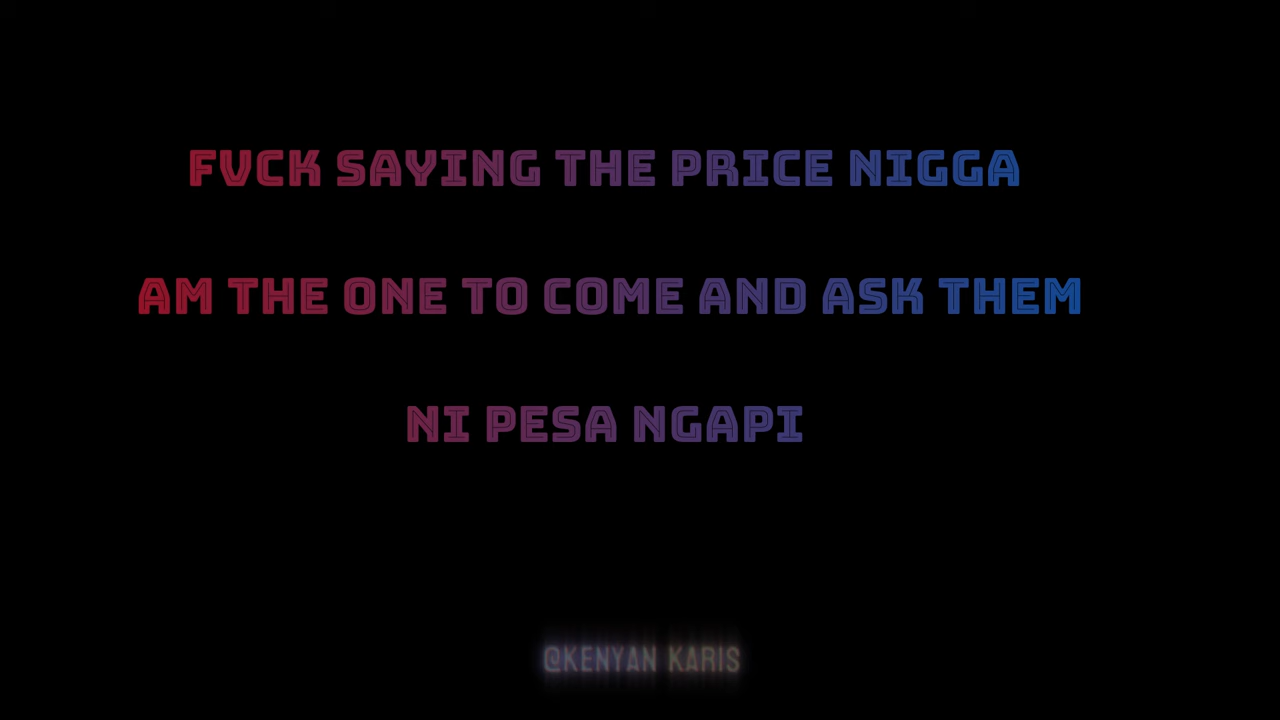 FVCK SAYING THE PRICE NIGGA
AM THE ONE TO COME AND ASK THEM
NI PESA NGAPI
@KENYAN KARIS